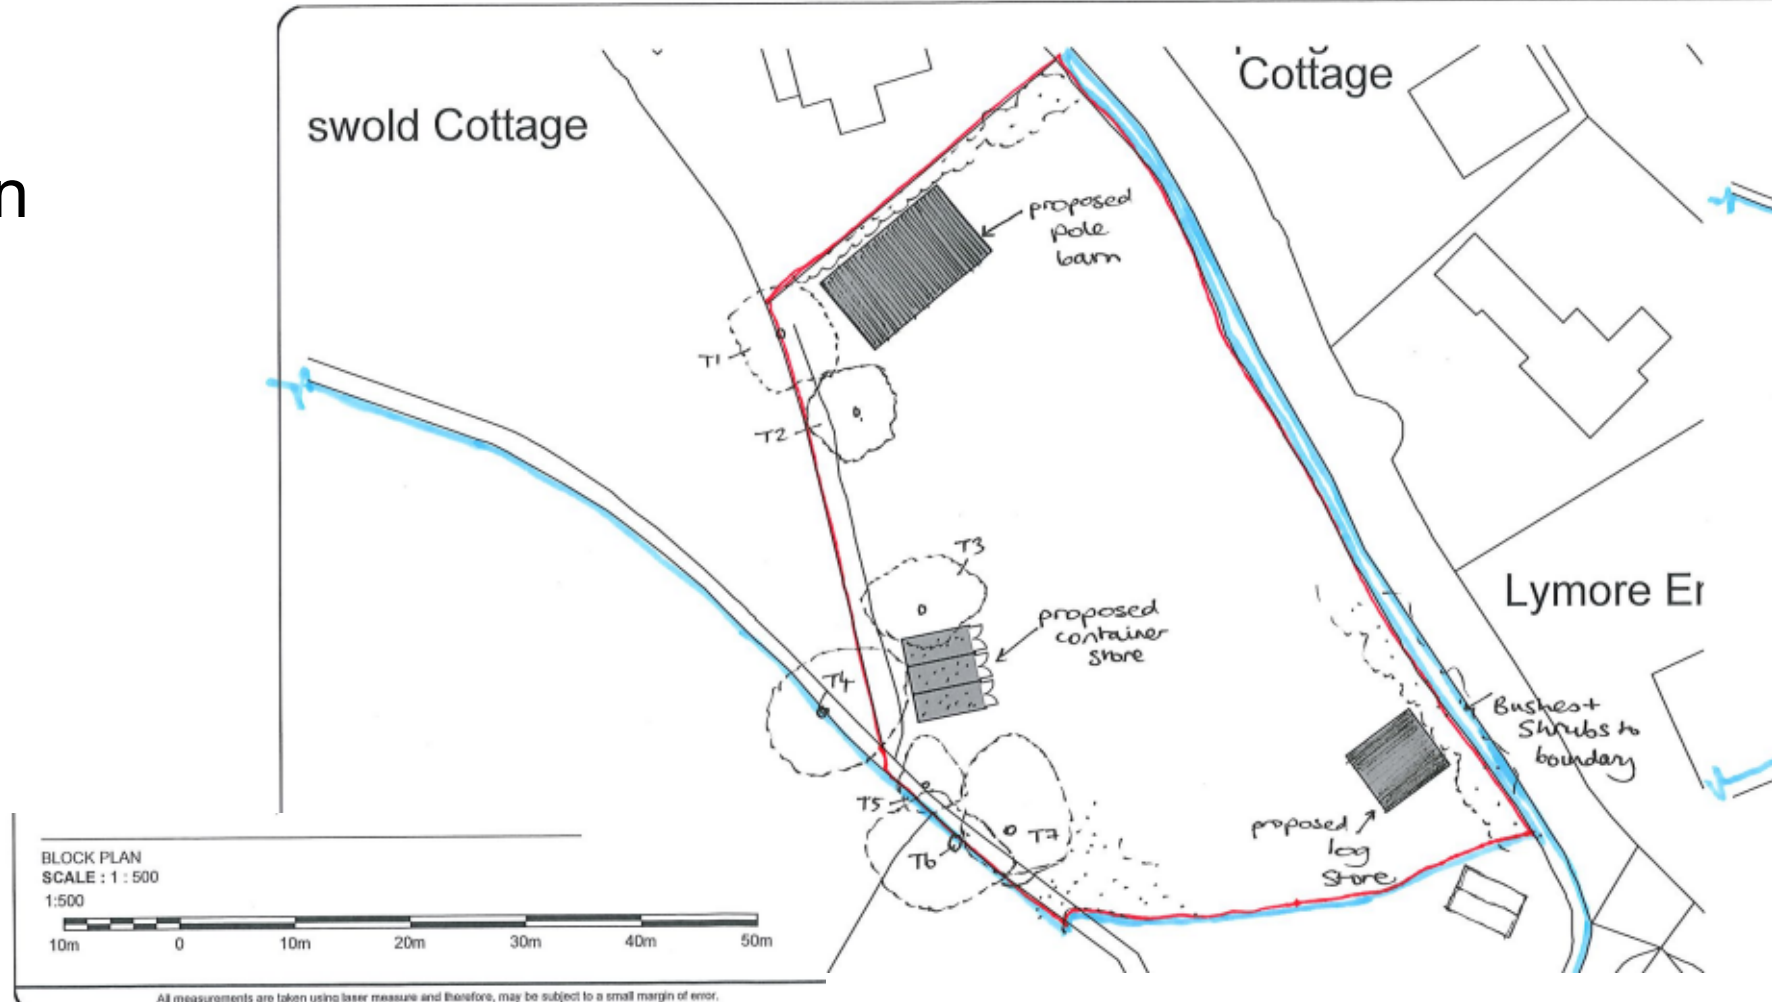 n
swold Cottage
Cottage
proposed
pole
barn
T1
T2
T3
proposed
container
store
Lymore Er
T4
Bushes +
Shrubs to
boundary
T5
T6
T7
proposed
log
store
BLOCK PLAN
SCALE : 1 : 500
1:500
10m 0 10m 20m 30m 40m 50m
All measurements are taken using laser measure and therefore, may be subject to a small margin of error.